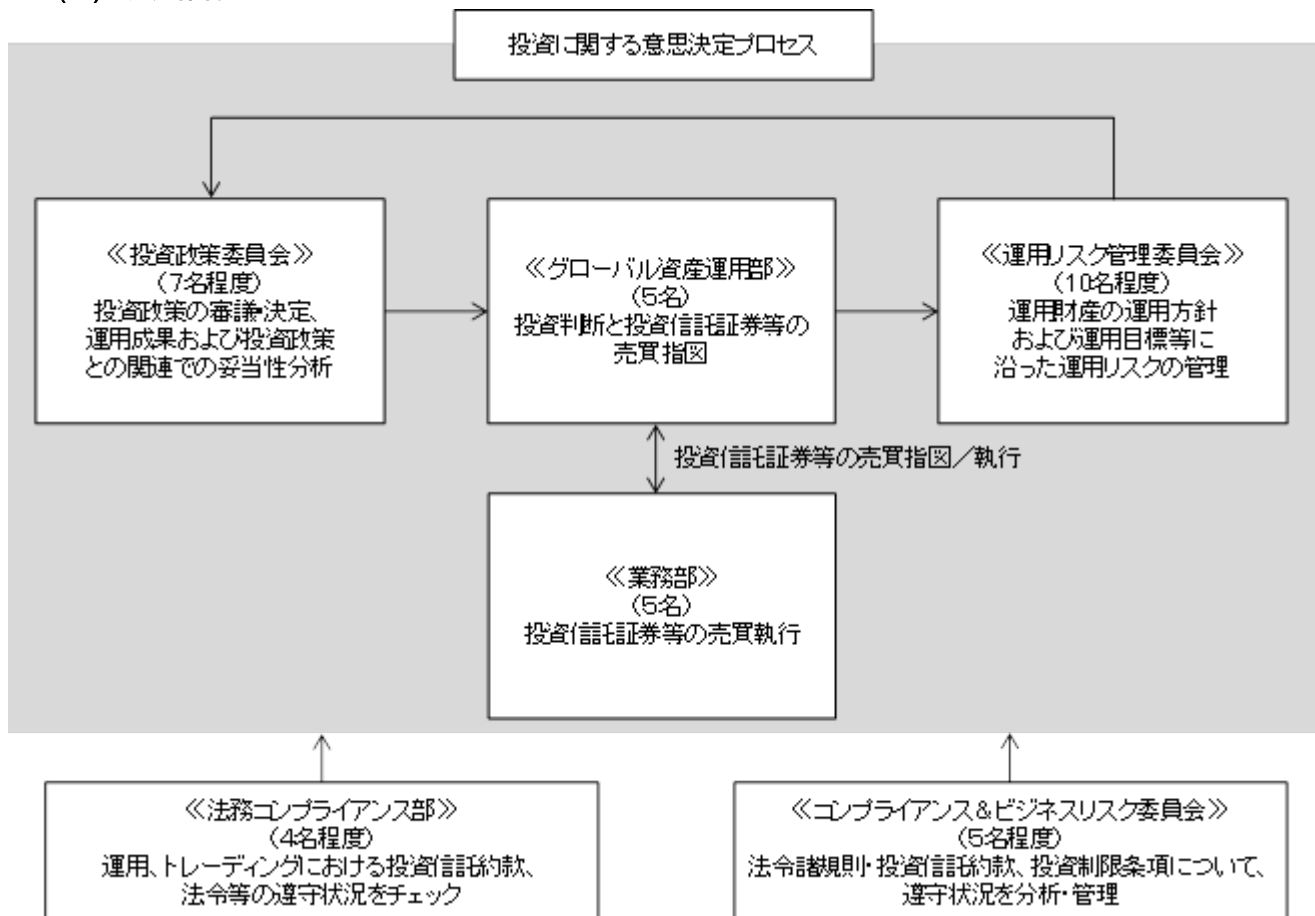 投資に関する意思決定プロセス
≪投資政策委員会≫
(7名程度)
投資政策の審議・決定、
運用成果および投資政策
との関連での妥当性分析
≪グローバル資産運用部≫
(5名)
投資判断と投資信託証券等の
売買指図
≪運用リスク管理委員会≫
(10名程度)
運用財産の運用方針
および運用目標等に
沿った運用リスクの管理
投資信託証券等の売買指図／執行
≪業務部≫
(5名)
投資信託証券等の売買執行
≪法務コンプライアンス部≫
(4名程度)
運用、トレーディングにおける投資信託約款、
法令等の遵守状況をチェック
≪コンプライアンス＆ビジネスリスク委員会≫
(5名程度)
法令諸規則・投資信託約款、投資制限条項について、
遵守状況を分析・管理